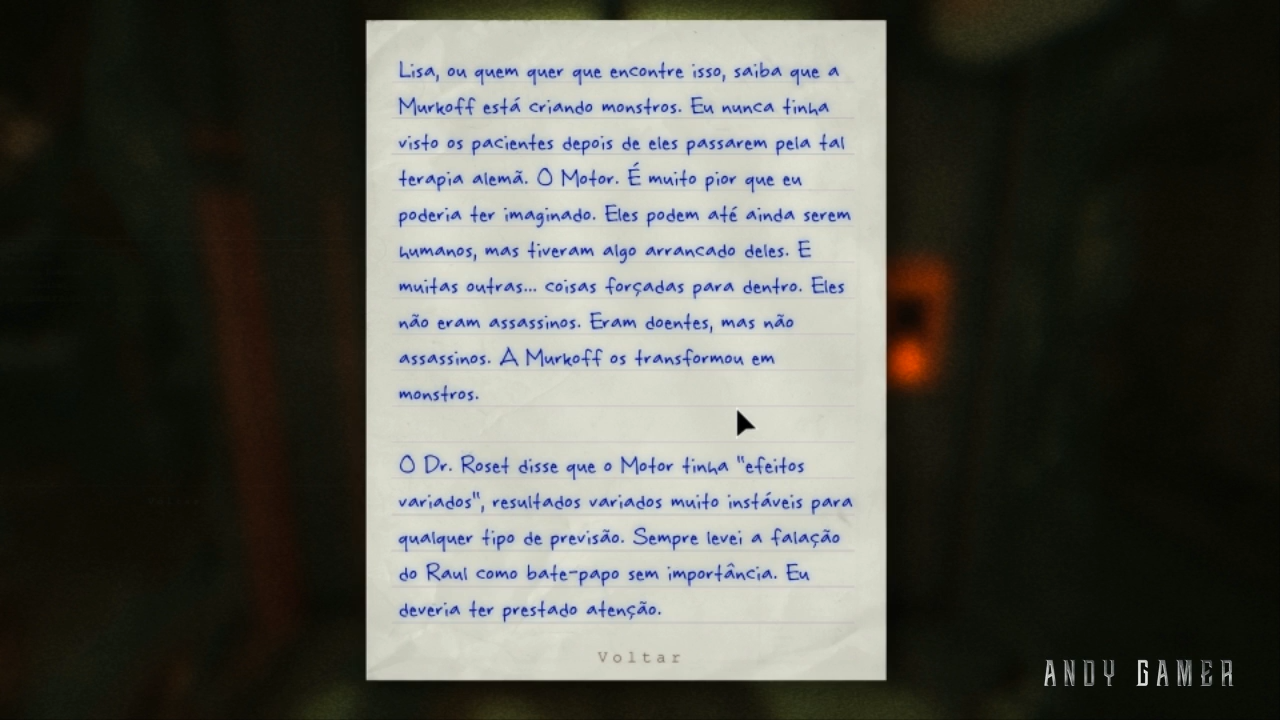 Lisa, ou quem quer que encontre isso, saiba que a
Murkoff está criando monstros. Eu nunca tinha
visto os pacientes depois de eles passarem pela tal
terapia alemã. O Motor. É muito pior que eu
poderia ter imaginado. Eles podem até ainda serem
humanos, mas tiveram algo arrancado deles. E
muitas outras... coisas forçadas para dentro. Eles
não eram assassinos. Eram doentes, mas não
assassinos. A Murkoff os transformou em
monstros.
O Dr. Roset disse que o Motor tinha "efeitos
variados", resultados variados muito instáveis para
qualquer tipo de previsão. Sempre levei a falação
do Raul como bate-papo sem importância. Eu
deveria ter prestado atenção.
Voltar
ANDY GAMER